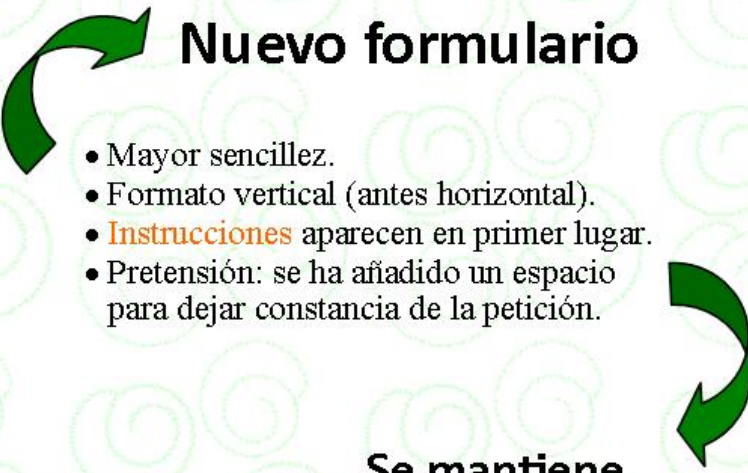 Nuevo formulario
• Mayor sencillez.
• Formato vertical (antes horizontal).
• Instrucciones aparecen en primer lugar.
• Pretensión: se ha añadido un espacio
para dejar constancia de la petición.
Se mantiene